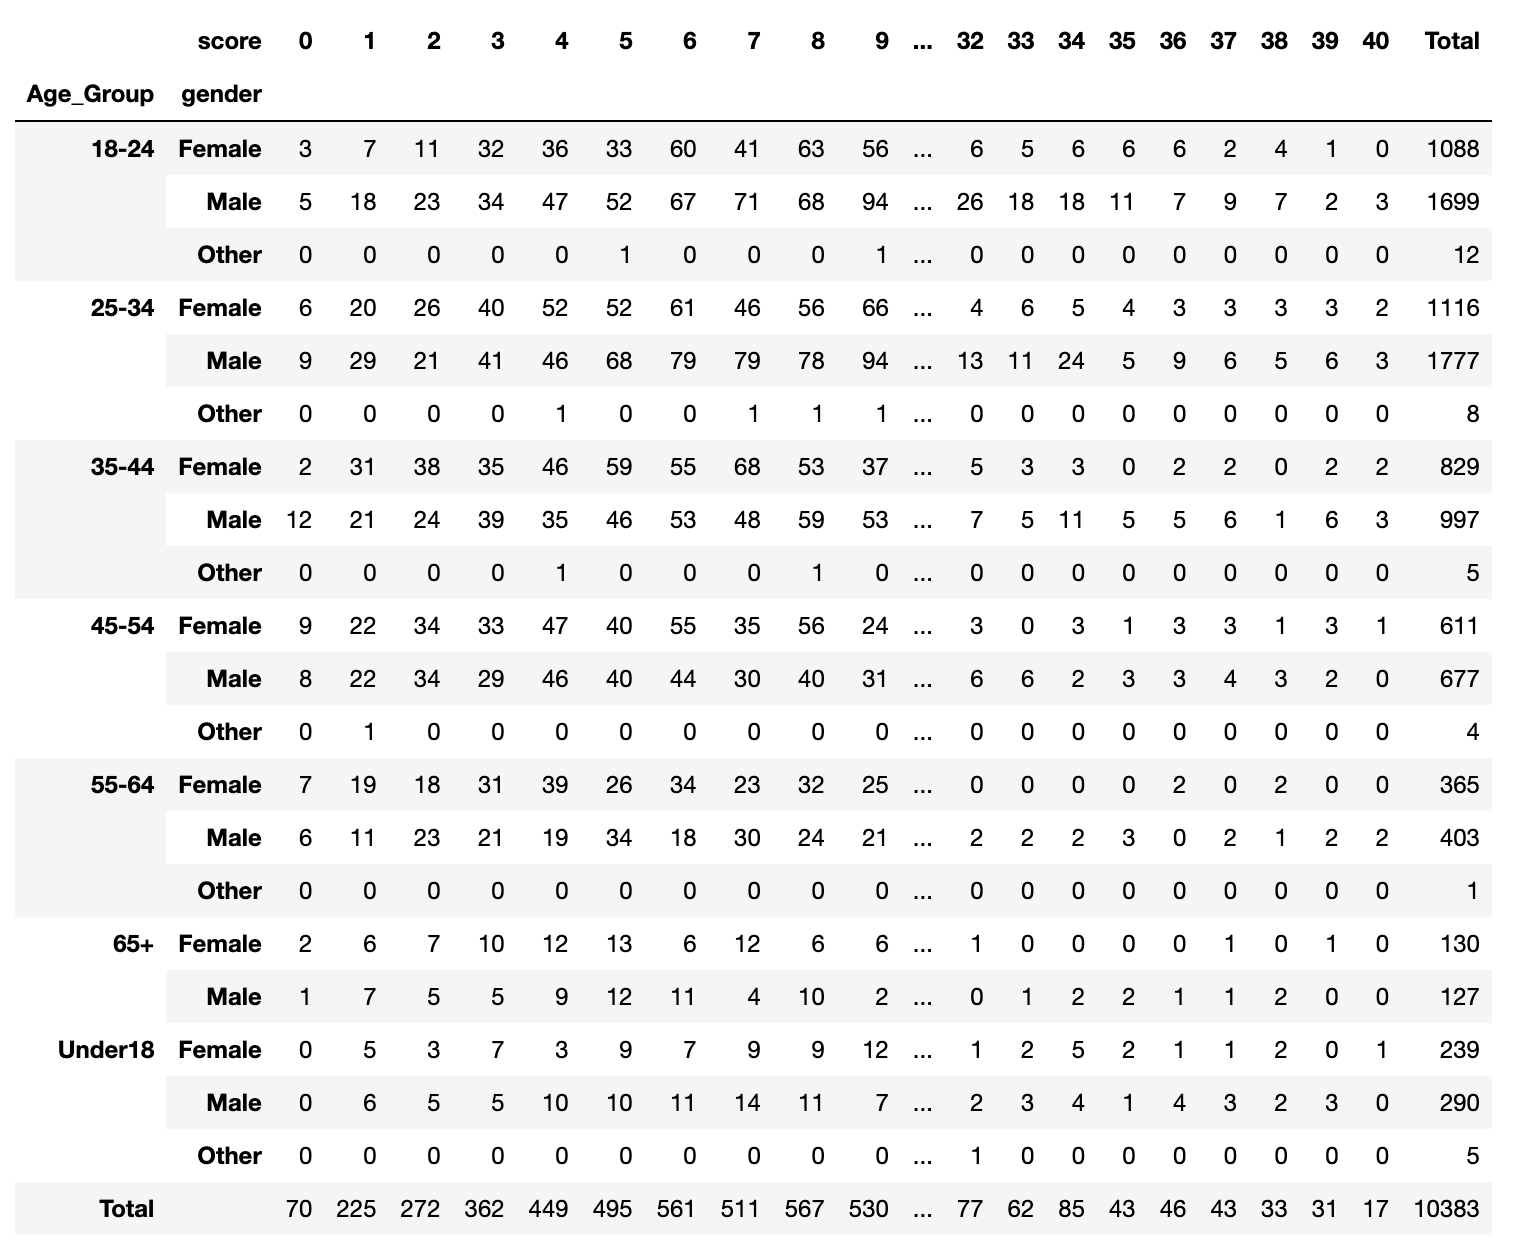 score 0 1 2 3 4 5 6 7 8 9 ... 32 33 34 35 36 37 38 39 40 Total
Age_Group gender
18-24 Female 3 7 11 32 36 33 60 41 63 56 ... 6 5 6 6 6 2 4 1 0 1088
Male 5 18 23 34 47 52 67 71 68 94 ... 26 18 18 11 7 9 7 2 3 1699
Other 0 0 0 0 0 1 0 0 0 1 ... 0 0 0 0 0 0 0 0 0 12
25-34 Female 6 20 26 40 52 52 61 46 56 66 ... 4 6 5 4 3 3 3 3 2 1116
Male 9 29 21 41 46 68 79 79 78 94 ... 13 11 24 5 9 6 5 6 3 1777
Other 0 0 0 0 1 0 0 1 1 1 ... 0 0 0 0 0 0 0 0 0 8
35-44 Female 2 31 38 35 46 59 55 68 53 37 ... 5 3 3 0 2 2 0 2 2 829
Male 12 21 24 39 35 46 53 48 59 53 ... 7 5 11 5 5 6 1 6 3 997
Other 0 0 0 0 1 0 0 0 1 0 ... 0 0 0 0 0 0 0 0 0 5
45-54 Female 9 22 34 33 47 40 55 35 56 24 ... 3 0 3 1 3 3 1 3 1 611
Male 8 22 34 29 46 40 44 30 40 31 ... 6 6 2 3 3 4 3 2 0 677
Other 0 1 0 0 0 0 0 0 0 0 ... 0 0 0 0 0 0 0 0 0 4
55-64 Female 7 19 18 31 39 26 34 23 32 25 ... 0 0 0 0 2 0 2 0 0 365
Male 6 11 23 21 19 34 18 30 24 21 ... 2 2 2 3 0 2 1 2 2 403
Other 0 0 0 0 0 0 0 0 0 0 ... 0 0 0 0 0 0 0 0 0 1
65+ Female 2 6 7 10 12 13 6 12 6 6 ... 1 0 0 0 0 1 0 1 0 130
Male 1 7 5 5 9 12 11 4 10 2 ... 0 1 2 2 1 1 2 0 0 127
Under18 Female 0 5 3 7 3 9 7 9 9 12 ... 1 2 5 2 1 1 2 0 1 239
Male 0 6 5 5 10 10 11 14 11 7 ... 2 3 4 1 4 3 2 3 0 290
Other 0 0 0 0 0 0 0 0 0 0 ... 1 0 0 0 0 0 0 0 0 5
Total 70 225 272 362 449 495 561 511 567 530 ... 77 62 85 43 46 43 33 31 17 10383